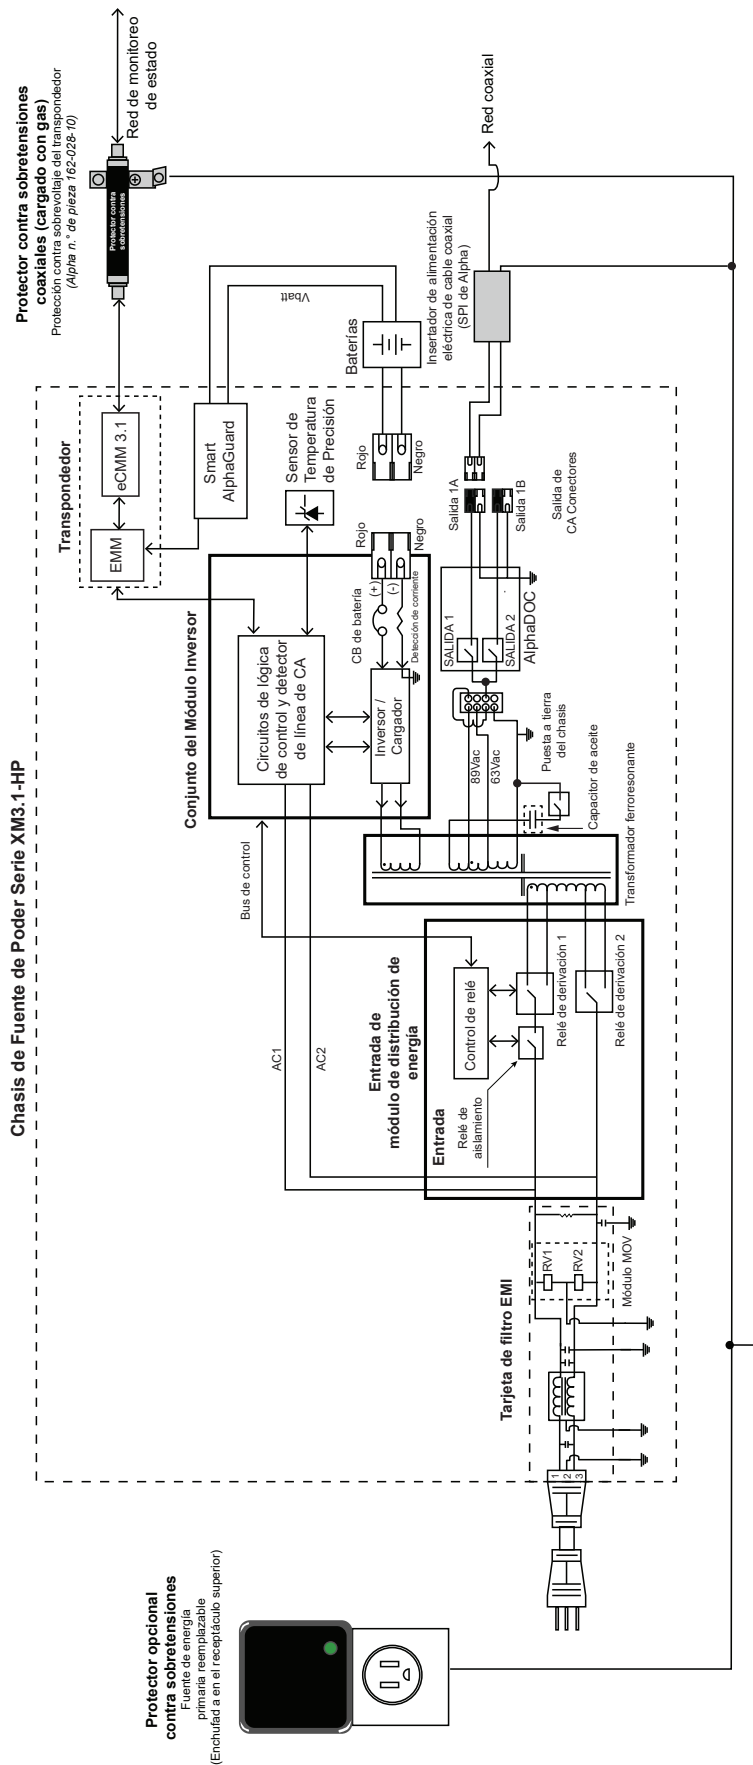 Chasis de Fuente de Poder Serie XM3.1-HP
Protector opcional
contra sobretensiones
Fuente de energía
primaria reemplazable
(Enchufad a en el receptáculo superior)
Tarjeta de filtro EMI
1
2
3
RV1
RV2
Módulo MOV
AC1
AC2
Entrada de
módulo de distribución de
energía
Entrada
Relé de
aislamiento
Control de relé
Relé de derivación 1
Relé de derivación 2
Bus de control
Transformador ferroresonante
Capacitor de aceite
Puesta a tierra
del chasis
89Vac
63Vac
Conjunto del Módulo Inversor
Circuitos de lógica
de control y detector
de línea de CA
Inversor /
Cargador
CB de batería
(+)
(-)
Detección de corriente
Rojo
Negro
SALIDA 1
SALIDA 2
AlphaDOC
Salida 1A
Salida 1B
Salida de
CA Conectores
Sensor de
Temperatura
de Precisión
Rojo
Negro
Transpondedor
EMM
eCMM 3.1
Smart
AlphaGuard
Vbatt
Baterías
Insertador de alimentación
eléctrica de cable coaxial
(SPI de Alpha)
Red coaxial
Protector contra sobretensiones
coaxiales (cargado con gas)
Protección contra sobrevoltaje del transpondedor
(Alpha n.° de pieza 162-028-10)
Protector contra
sobretensiones
Red de monitoreo
de estado